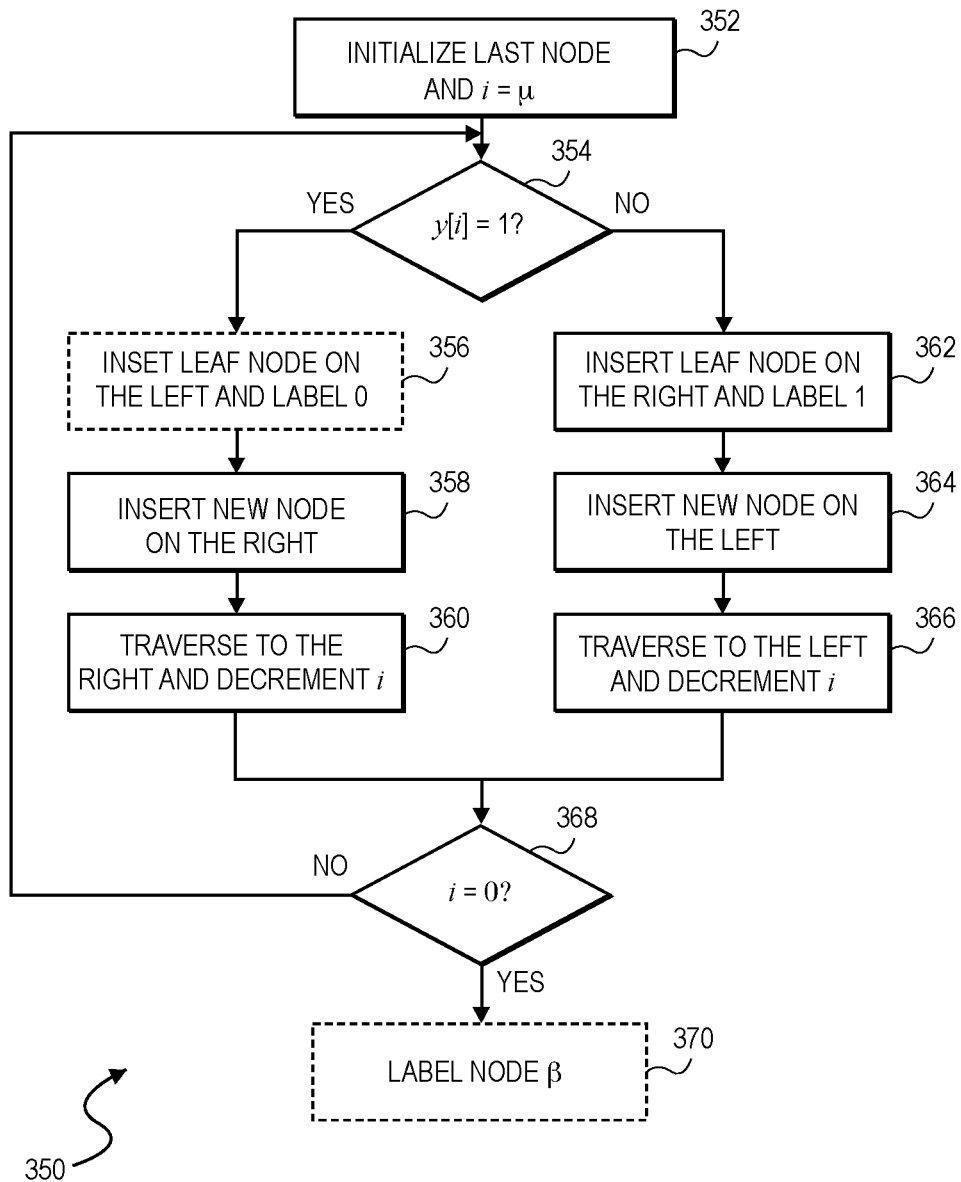 352
INITIALIZE LAST NODE
AND i = μ
354
YES
NO
y[i] = 1?
INSET LEAF NODE ON
THE LEFT AND LABEL 0
356
INSERT LEAF NODE ON
THE RIGHT AND LABEL 1
362
INSERT NEW NODE
ON THE RIGHT
358
INSERT NEW NODE ON
THE LEFT
364
TRAVERSE TO THE
RIGHT AND DECREMENT i
360
TRAVERSE TO THE LEFT
AND DECREMENT i
366
368
NO
i = 0?
YES
LABEL NODE β
370
350